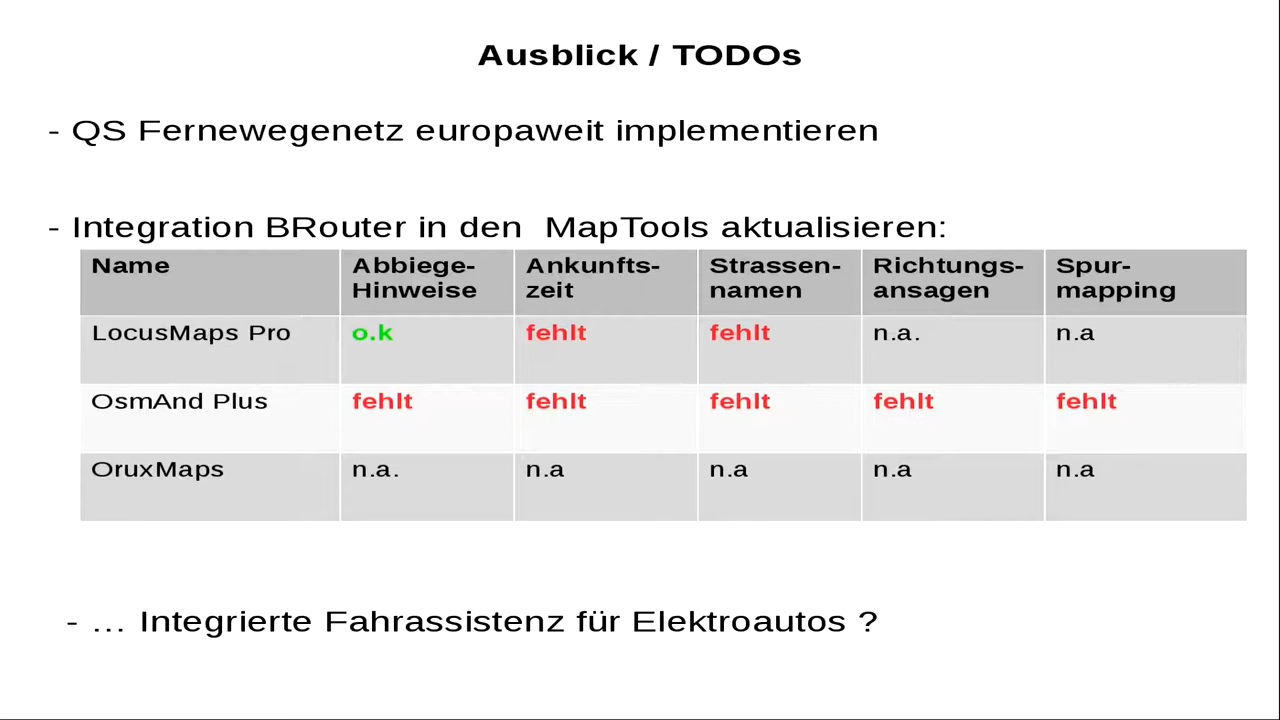 Ausblick / TODOs
- QS Fernewegenetz europaweit implementieren
- Integration BRouter in den MapTools aktualisieren:
Name Abbiege- Ankunfts- Strassen- Richtungs- Spur-
Hinweise zeit namen ansagen mapping
LocusMaps Pro o.k fehlt fehlt n.a. n.a
OsmAnd Plus fehlt fehlt fehlt fehlt fehlt
OruxMaps n.a. n.a n.a n.a n.a
- … Integrierte Fahrassistenz für Elektroautos ?